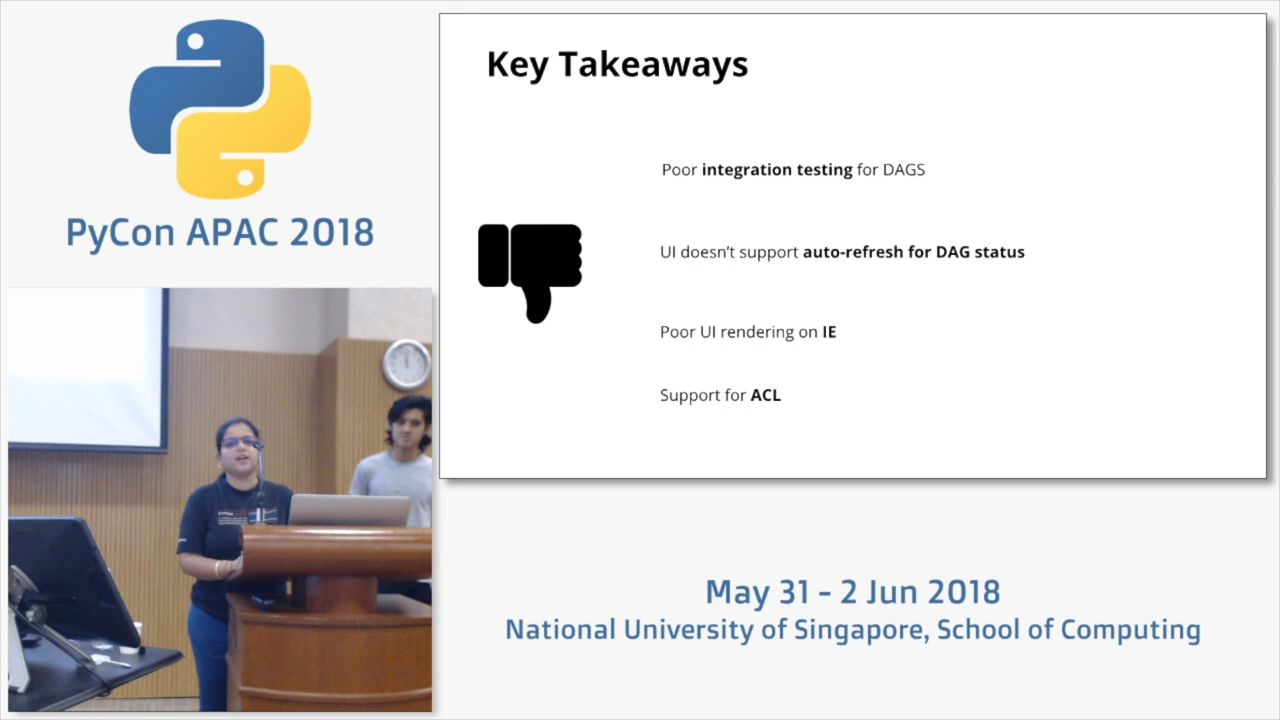 PyCon APAC 2018
Key Takeaways
Poor integration testing for DAGS
UI doesn't support auto-refresh for DAG status
Poor UI rendering on IE
Support for ACL
May 31 - 2 Jun 2018
National University of Singapore, School of Computing